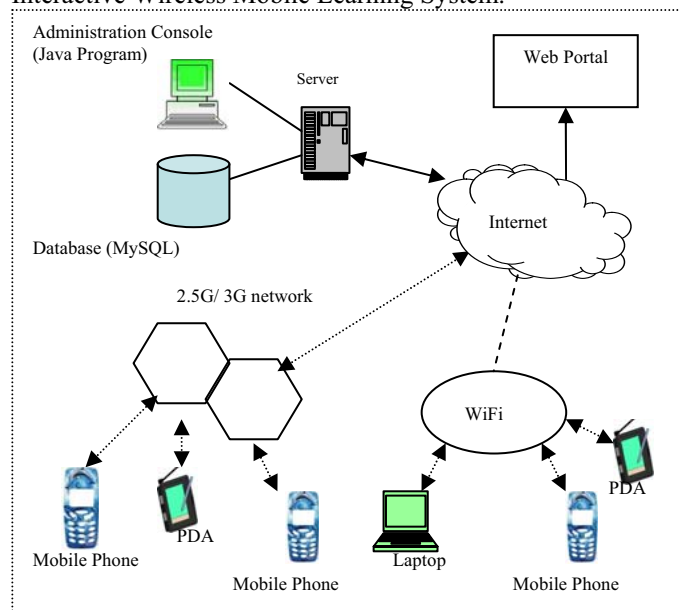 Interactive Wireless Mobile Learning System.
Administration Console
(Java Program)
Server
Web Portal
Internet
Database (MySQL)
2.5G/ 3G network
WiFi
PDA
PDA
Mobile Phone
Laptop
Mobile Phone
Mobile Phone